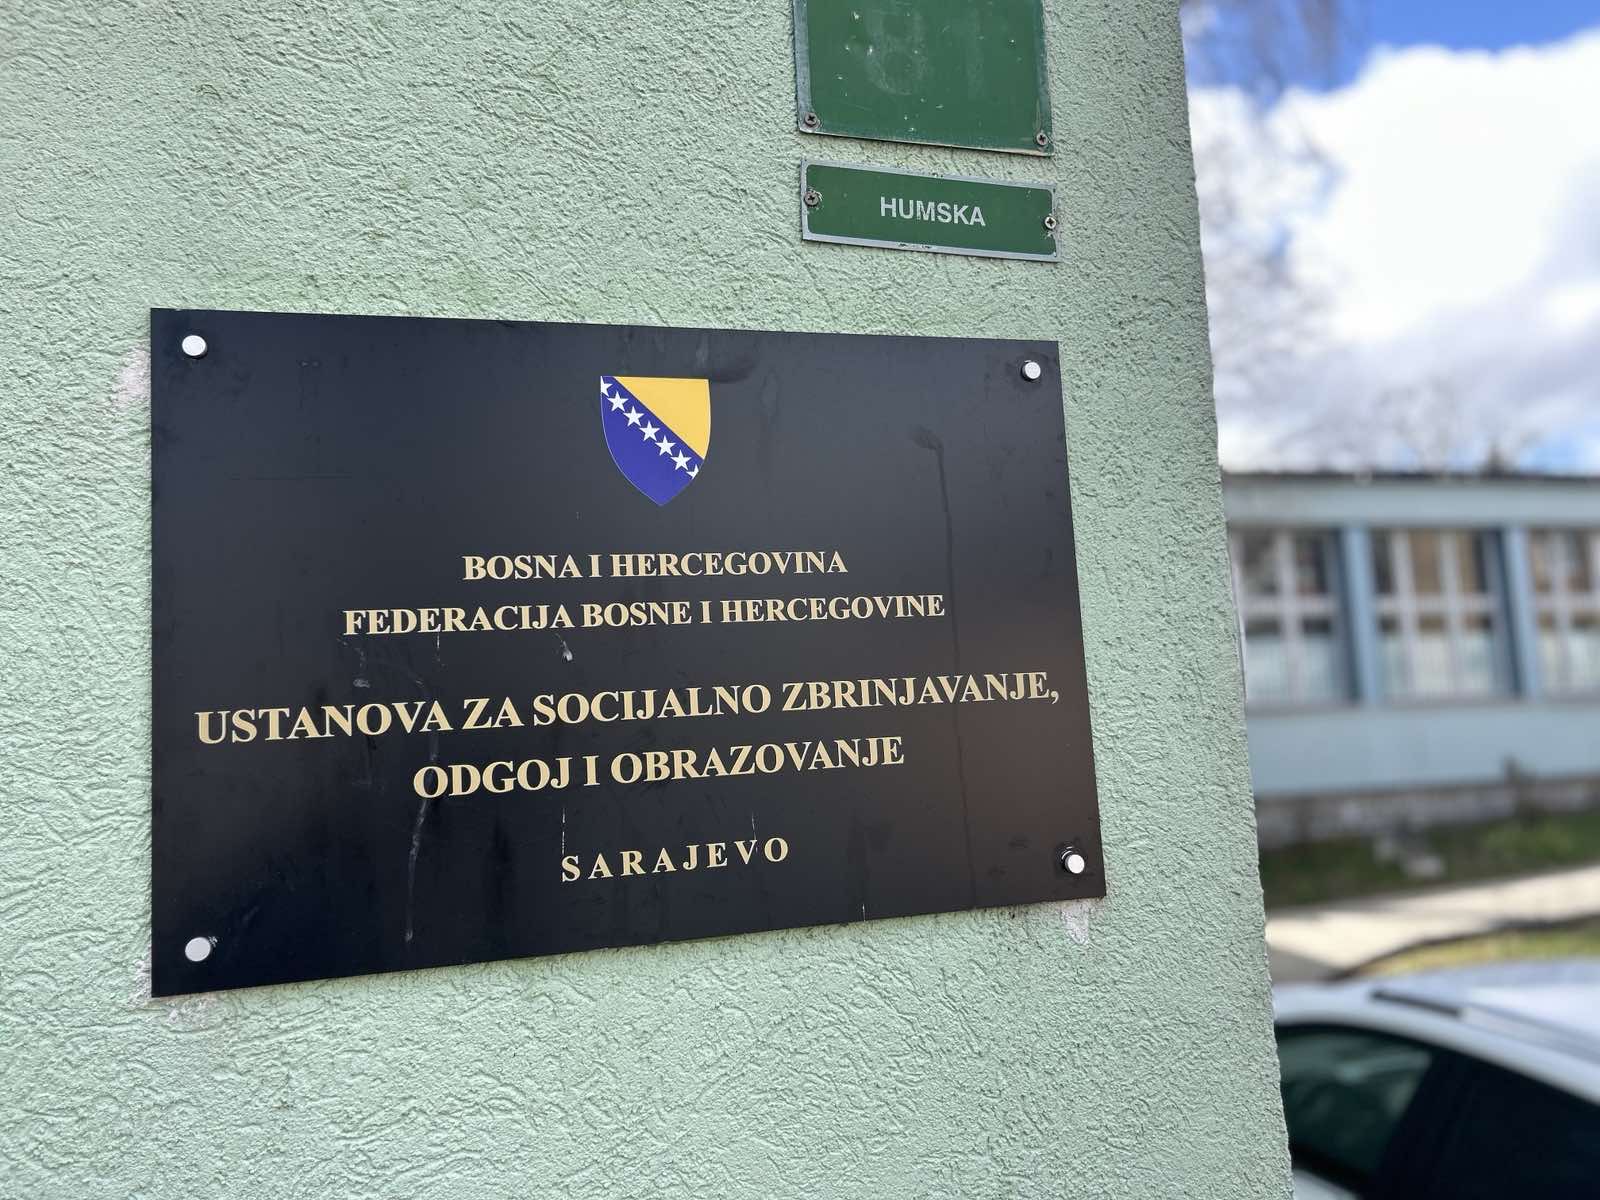 HUMSKA
BOSNA I HERCEGOVINA
FEDERACIJA BOSNE I HERCEGOVINE
USTANOVA ZA SOCIJALNO ZBRINJAVANJE,
ODGOJ I OBRAZOVANJE
SARAJEVO